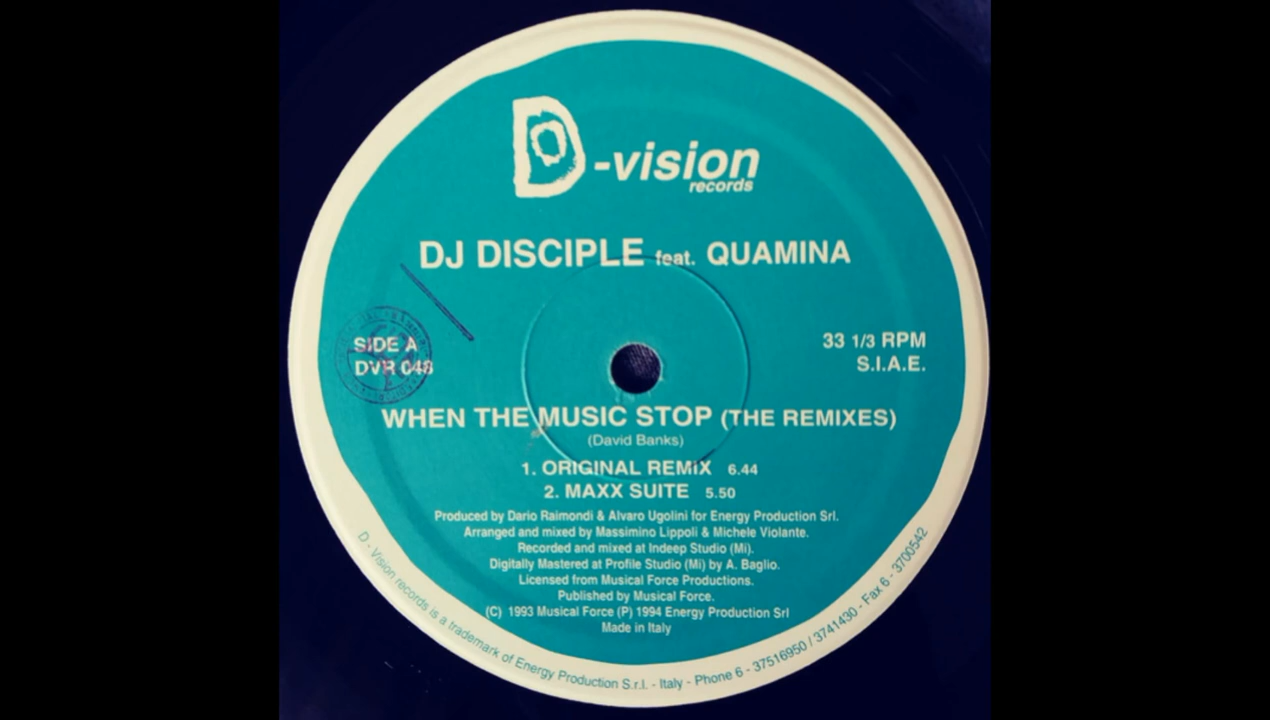 D-vision
records
DJ DISCIPLE feat. QUAMINA
SIDE A
DVR 048
33 1/3 RPM
S.I.A.E.
WHEN THE MUSIC STOP (THE REMIXES)
(David Banks)
1. ORIGINAL REMIX 6.44
2. MAXX SUITE 5.50
Produced by Dario Raimondi & Alvaro Ugolini for Energy Production Srl.
Arranged and mixed by Massimino Lippoli & Michele Violante.
Recorded and mixed at Indeep Studio (Mi).
Digitally Mastered at Profile Studio (Mi) by A. Baglio.
Licensed from Musical Force Productions.
Published by Musical Force.
(C) 1993 Musical Force (P) 1994 Energy Production Srl
Made in Italy
D - Vision records is a trademark of Energy Production S.r.l. - Italy - Phone 6 - 37516950 / 3741430 - Fax 6 - 3700542